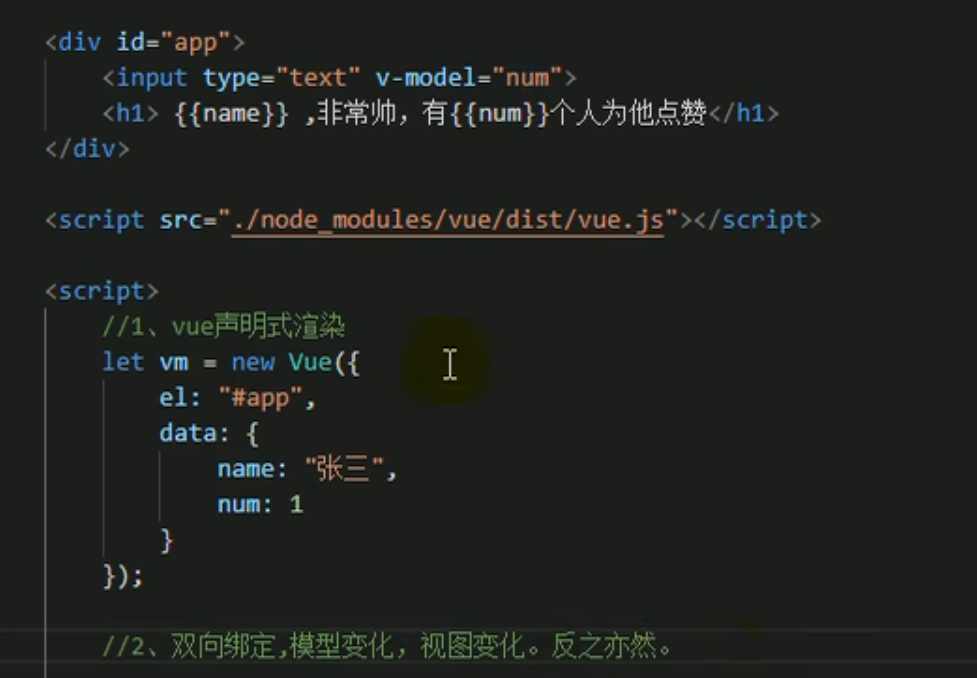 <div id="app">
<input type="text" v-model="num">
<h1> {{name}} ,非常帅，有{{num}}个人为他点赞</h1>
</div>
<script src="./node_modules/vue/dist/vue.js"></script>
<script>
//1、vue声明式渲染
let vm = new Vue({
el: "#app",
data: {
name: "张三",
num: 1
}
});
//2、双向绑定,模型变化，视图变化。反之亦然。